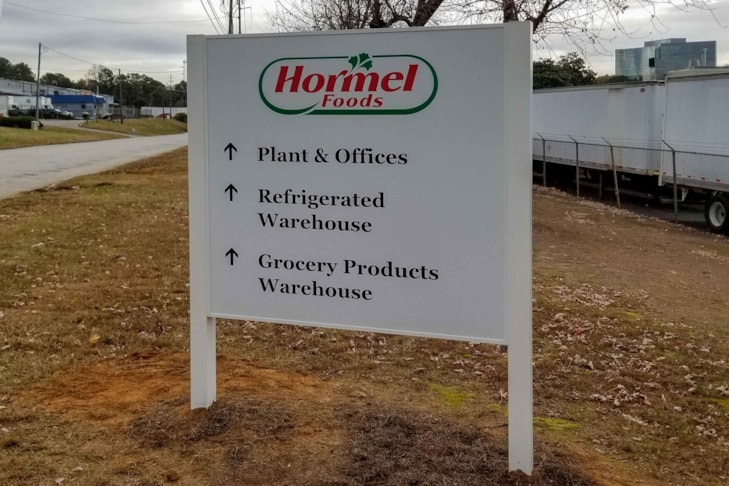 Hormel
Foods
↑ Plant & Offices
↑ Refrigerated
Warehouse
↑ Grocery Products
Warehouse